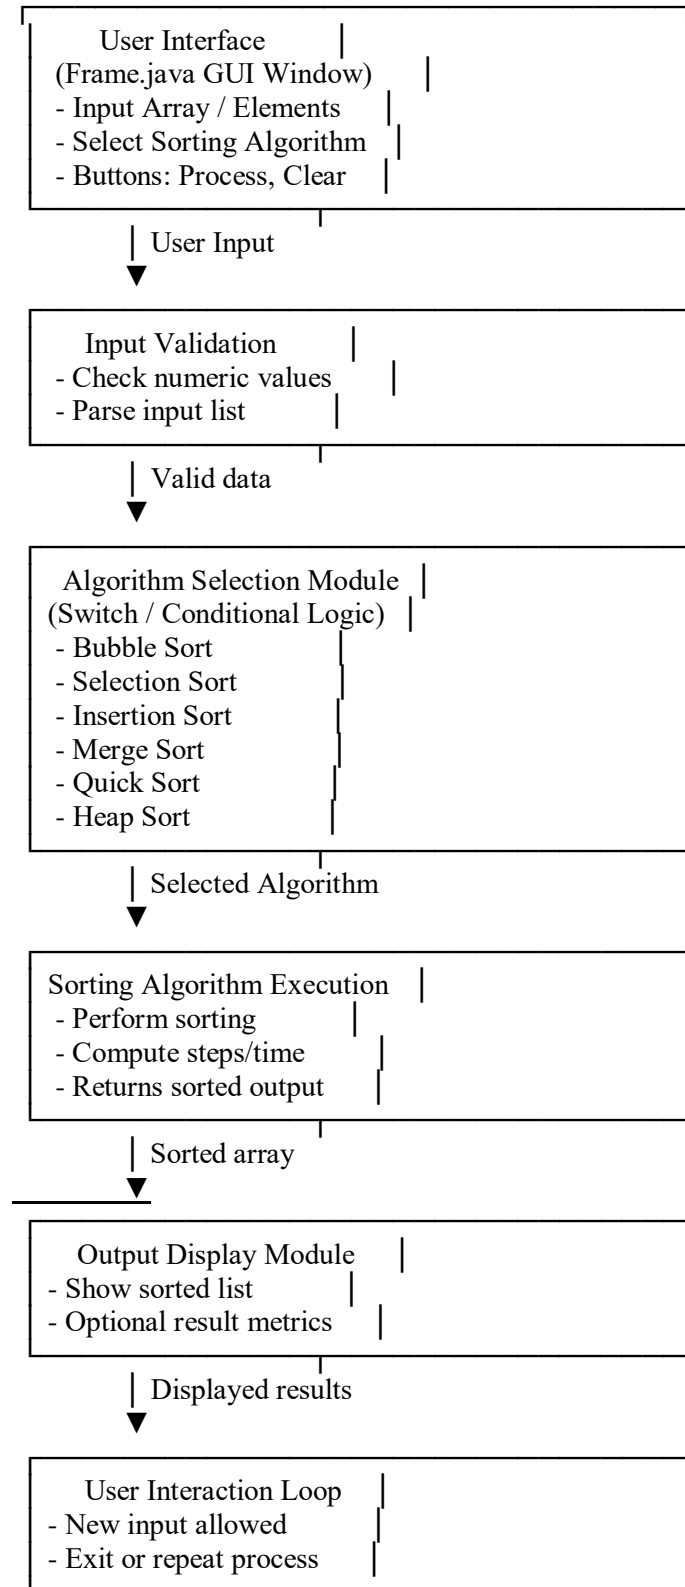 User Interface
(Frame.java GUI Window)
- Input Array / Elements
- Select Sorting Algorithm
- Buttons: Process, Clear
User Input
Input Validation
- Check numeric values
- Parse input list
Valid data
Algorithm Selection Module
(Switch / Conditional Logic)
- Bubble Sort
- Selection Sort
- Insertion Sort
- Merge Sort
- Quick Sort
- Heap Sort
Selected Algorithm
Sorting Algorithm Execution
- Perform sorting
- Compute steps/time
- Returns sorted output
Sorted array
Output Display Module
- Show sorted list
- Optional result metrics
Displayed results
User Interaction Loop
- New input allowed
- Exit or repeat process